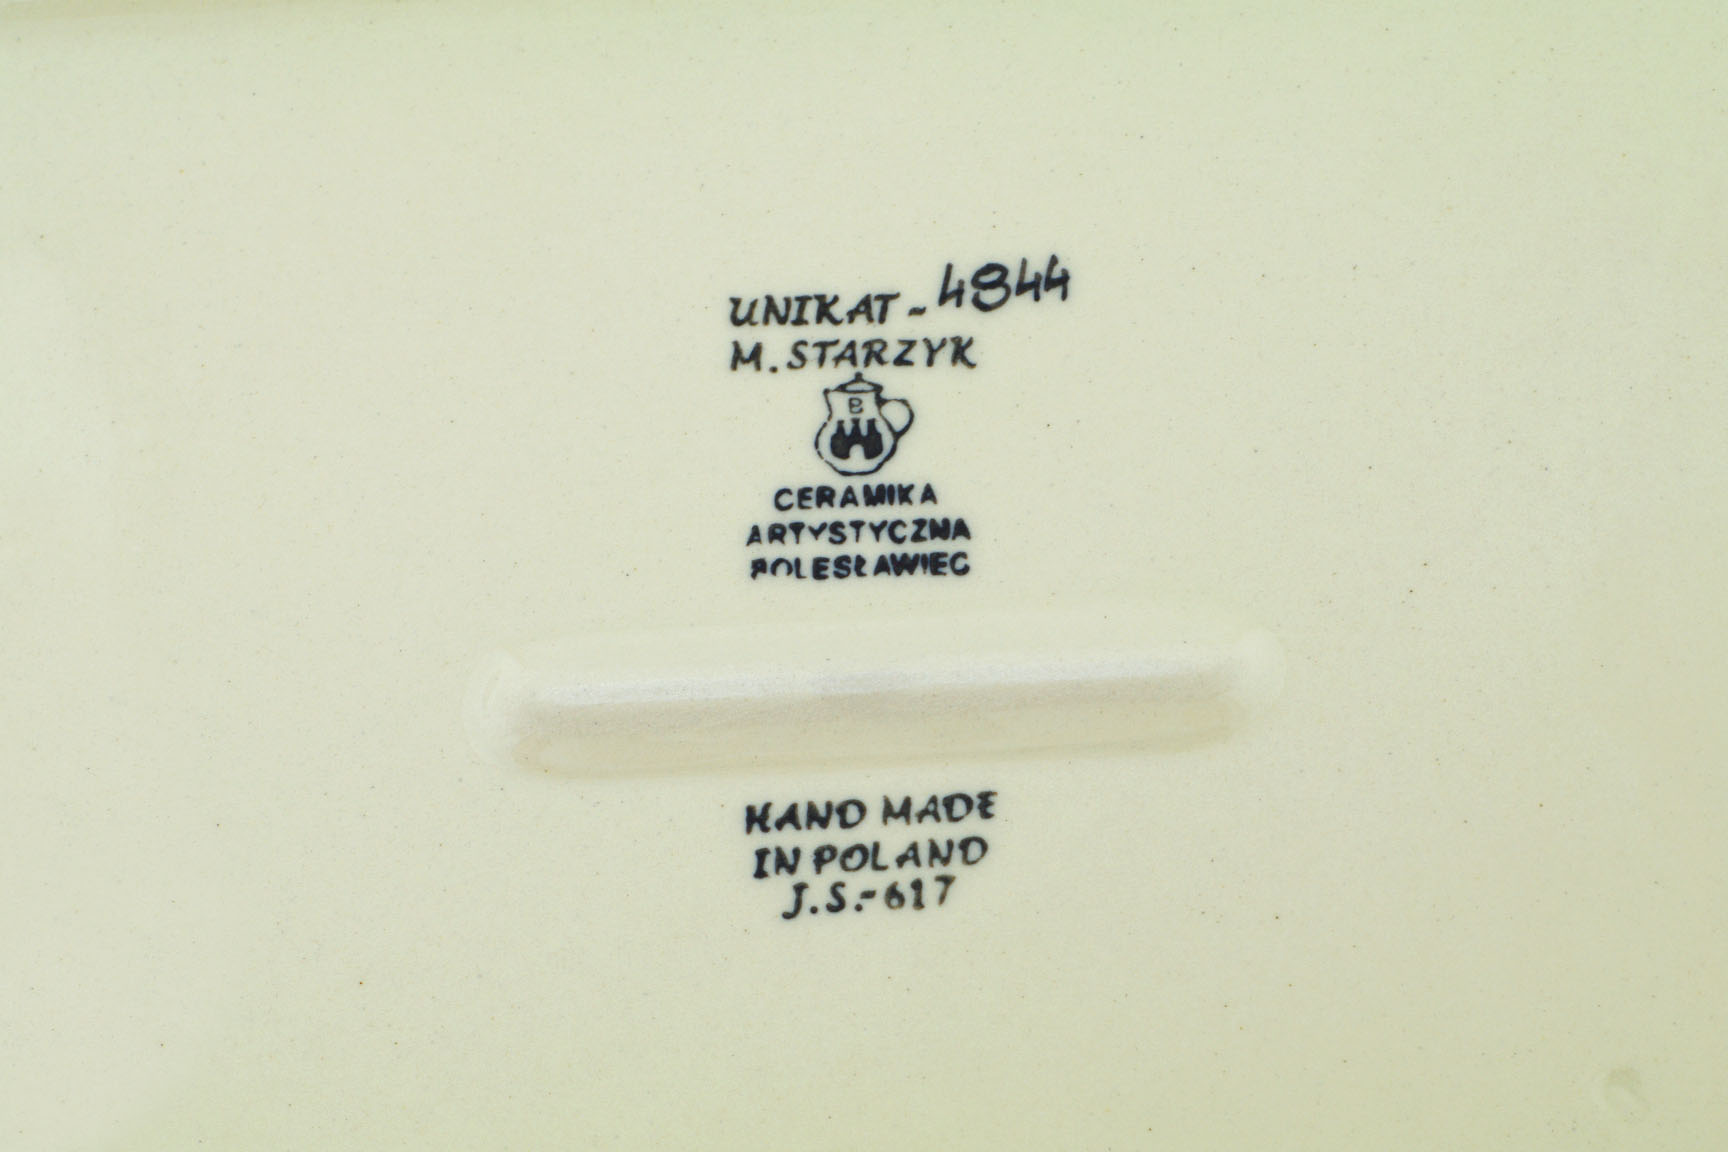 UNIKAT - 4844
M. STARZYK
B
CERAMIKA
ARTYSTYCZNA
BOLESŁAWIEC
HAND MADE
IN POLAND
J.S.-617